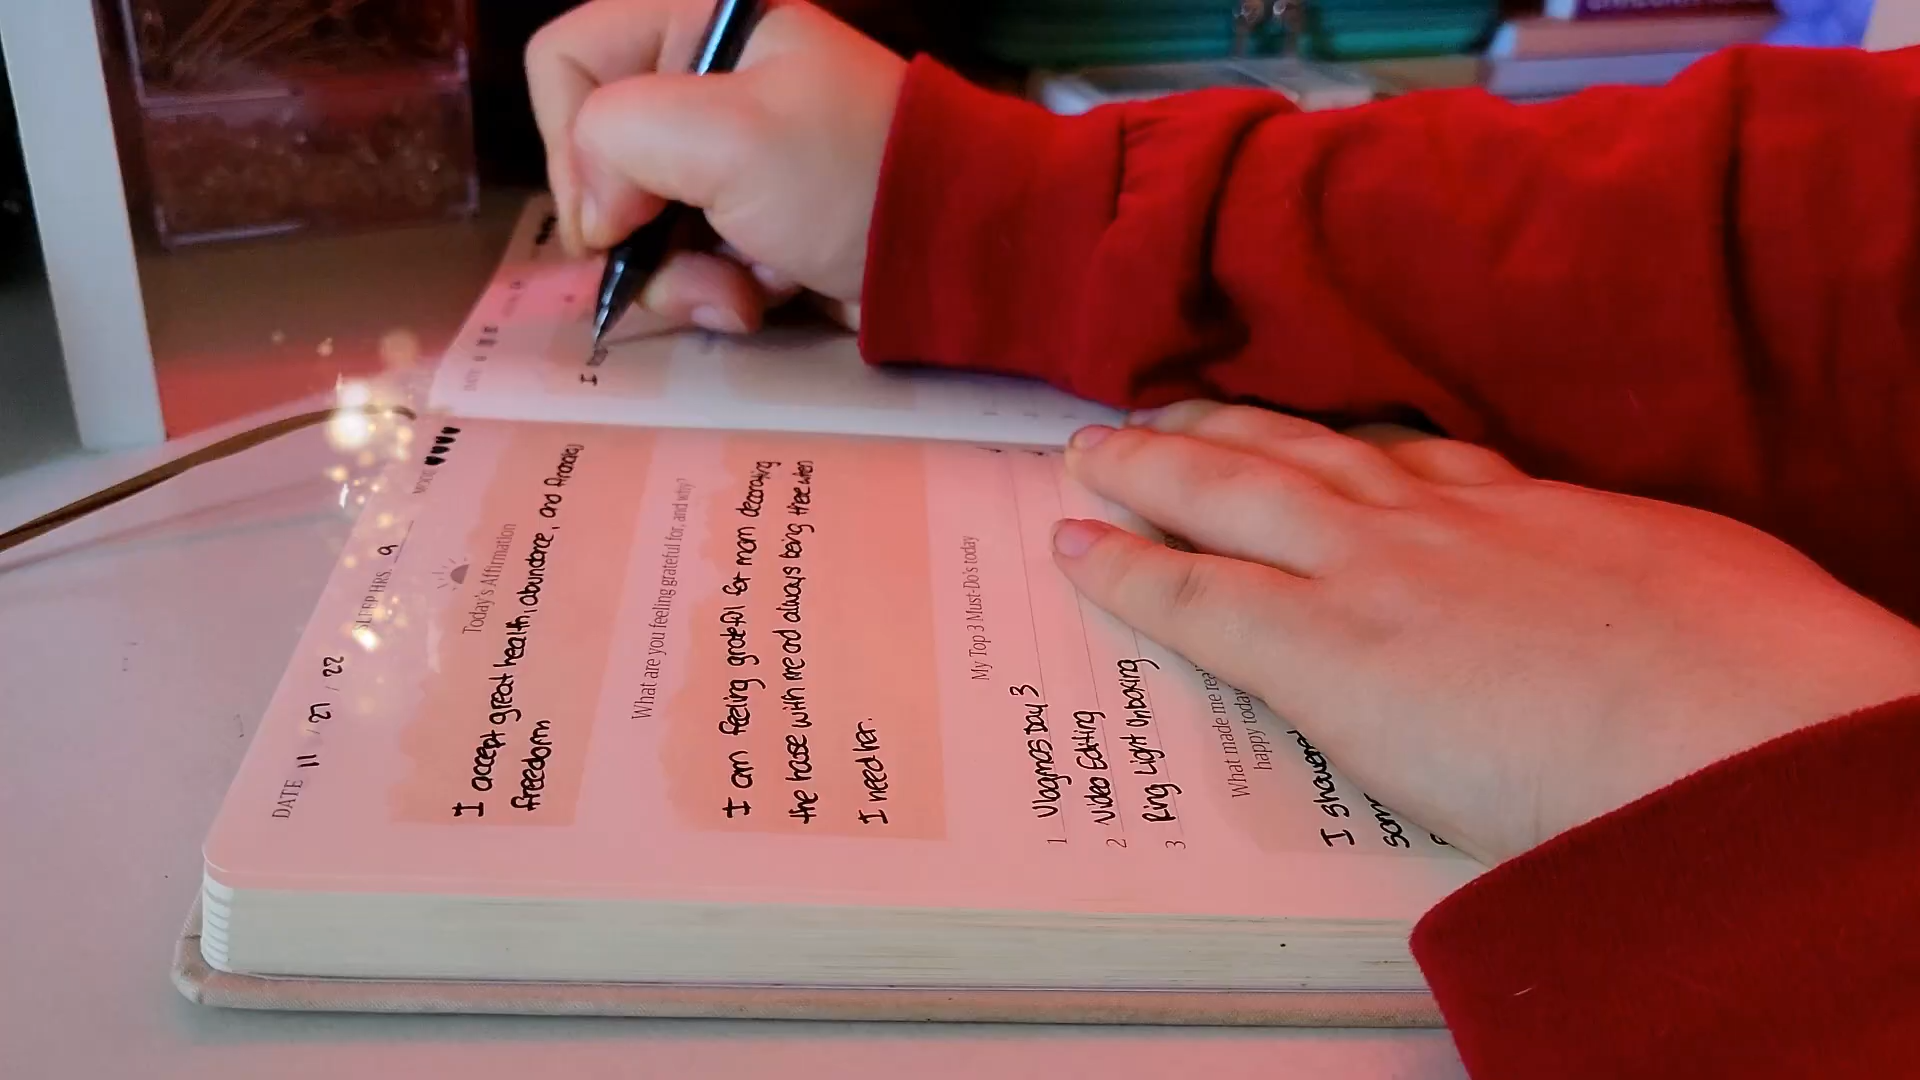 DATE 11 / 27 / 22
SLEEP HRS. 9
MOOD
Today's Affirmation
I accept great health, abundance, and financial
freedom
What are you feeling grateful for, and why?
I am feeling grateful for mom decorating
the house with me and always being there when
I need her.
My Top 3 Must-Do's today
1 Vlogmas Day 3
2 Video Editing
3 Ring Light Unboxing
What made me
happy today
I showered
DATE
I